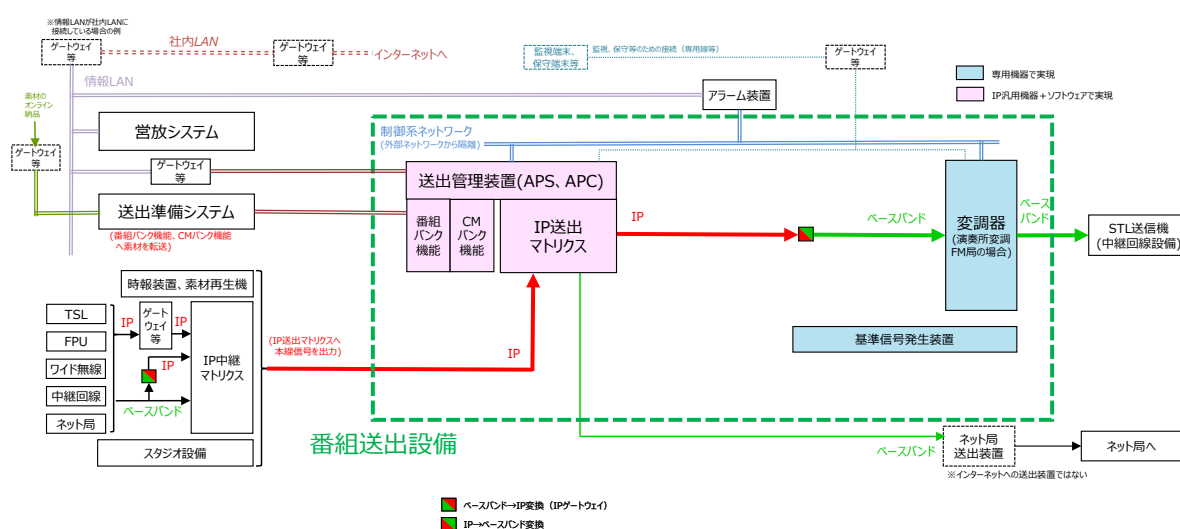 ※情報LANが社内LANに
接続している場合の例
ゲートウェイ
等
社内LAN
ゲートウェイ
等
インターネットへ
監視端末、
保守端末等
監視、保守等のための接続（専用線等）
ゲートウェイ
等
専用機器で実現
IP汎用機器＋ソフトウェアで実現
情報LAN
アラーム装置
素材の
オンライン
納品
ゲートウェイ
等
営放システム
ゲートウェイ
等
送出準備システム
(番組バンク機能、CMバンク機能
へ素材を転送)
制御系ネットワーク
(外部ネットワークから隔離)
送出管理装置(APS、APC)
番組
バンク
機能
CM
バンク
機能
IP送出
マトリクス
IP
ベースバンド
変調器
(演奏所変調
FM局の場合)
ベース
バンド
STL送信機
(中継回線設備)
基準信号発生装置
時報装置、素材再生機
TSL
FPU
ワイド無線
中継回線
ネット局
IP
ゲート
ウェイ
等
IP
IP
ベースバンド
IP中継
マトリクス
スタジオ設備
(IP送出マトリクスへ
本線信号を出力)
IP
番組送出設備
ベースバンド
ネット局
送出装置
※インターネットへの送出装置ではない
ネット局へ
ベースバンド→IP変換（IPゲートウェイ）
IP→ベースバンド変換